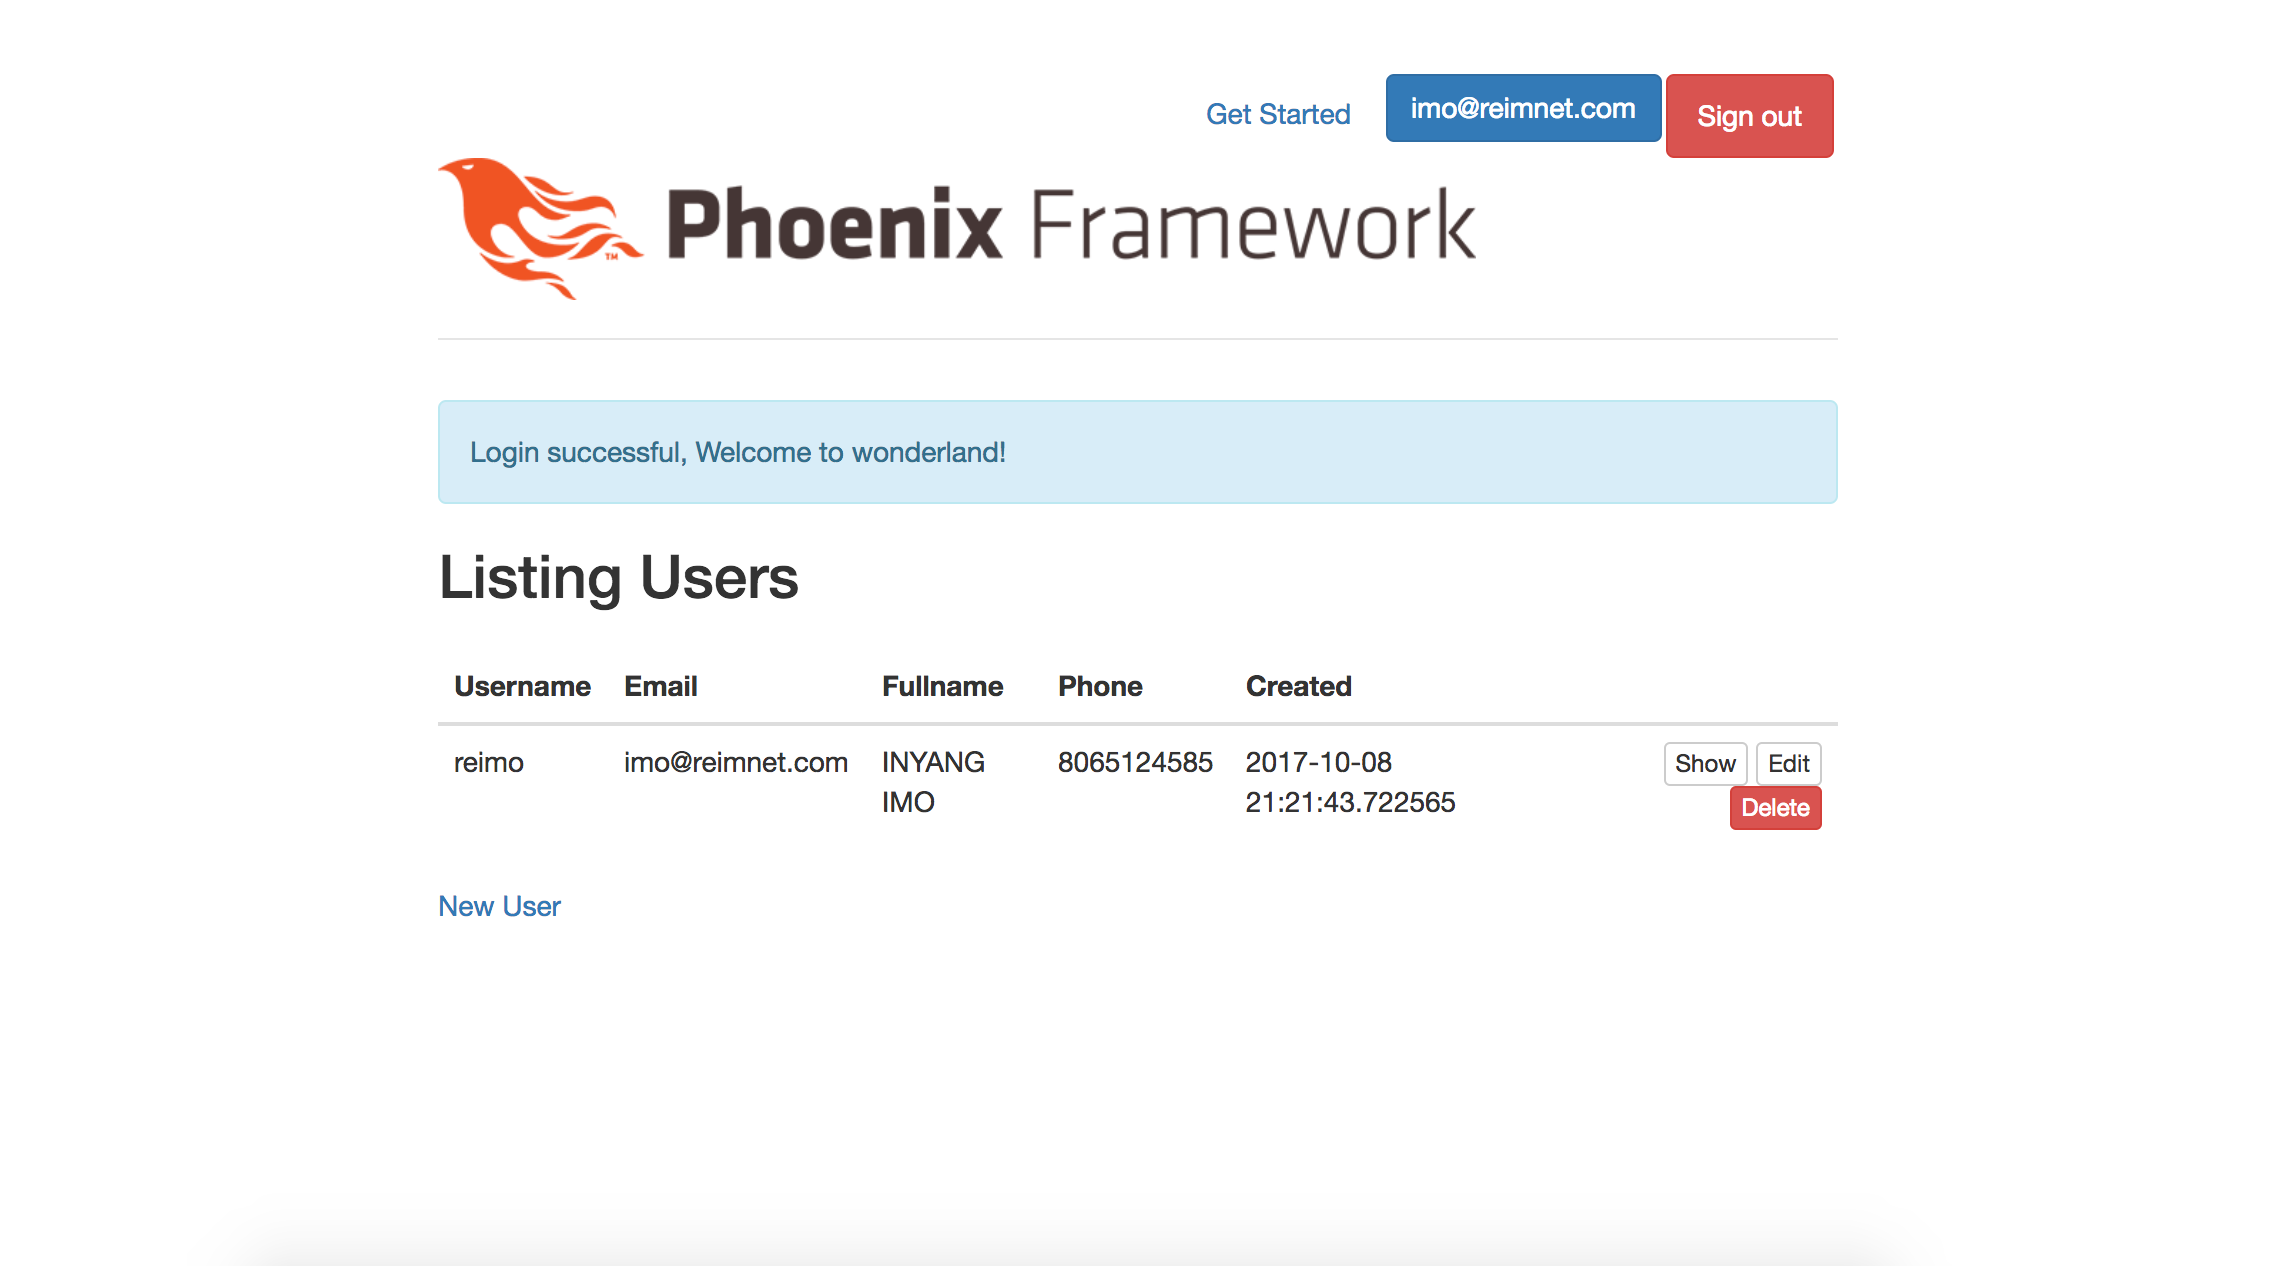 Get Started imo@reimnet.com Sign out
Phoenix Framework
TM
Login successful, Welcome to wonderland!
Listing Users
Username Email Fullname Phone Created
reimo imo@reimnet.com INYANG 8065124585 2017-10-08 Show Edit
IMO 21:21:43.722565 Delete
New User